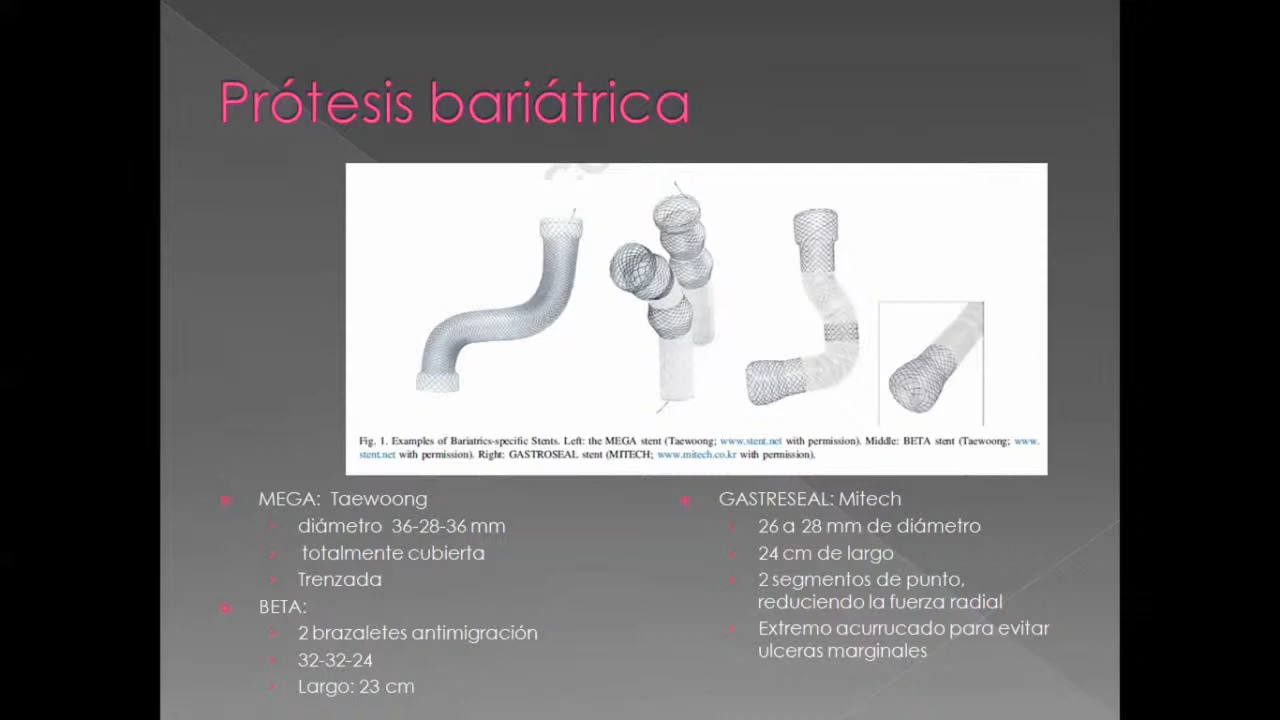 Prótesis bariátrica
Fig. 1. Examples of Bariatrics-specific Stents. Left: the MEGA stent (Taewoong; www.stent.net with permission). Middle: BETA stent (Taewoong; www.
stent.net with permission). Right: GASTROSEAL stent (MITECH; www.mitech.co.kr with permission).
MEGA: Taewoong
diámetro 36-28-36 mm
totalmente cubierta
Trenzada
BETA:
2 brazaletes antimigración
32-32-24
Largo: 23 cm
GASTRESEAL: Mitech
26 a 28 mm de diámetro
24 cm de largo
2 segmentos de punto,
reduciendo la fuerza radial
Extremo acurrucado para evitar
ulceras marginales